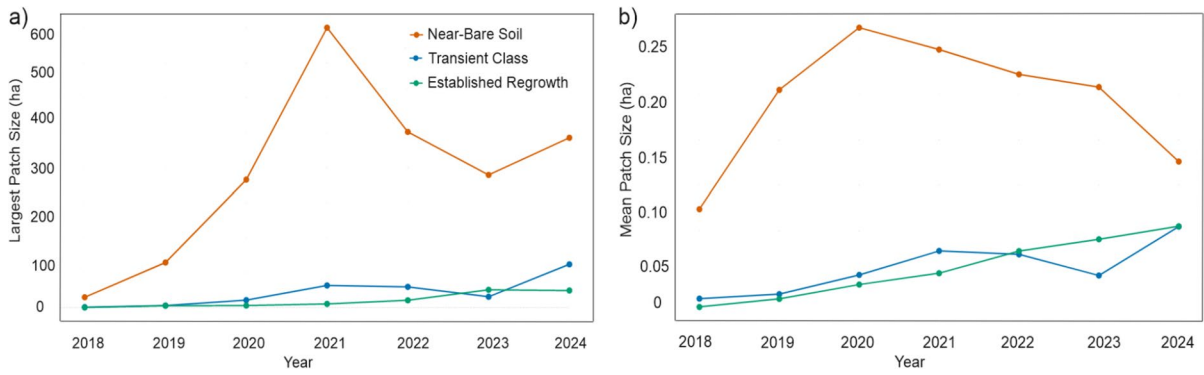 a)
Largest Patch Size (ha)
600
500
400
300
200
100
0
Near-Bare Soil
Transient Class
Established Regrowth
2018 2019 2020 2021 2022 2023 2024
Year
b)
Mean Patch Size (ha)
0.25
0.20
0.15
0.10
0.05
0
2018 2019 2020 2021 2022 2023 2024
Year